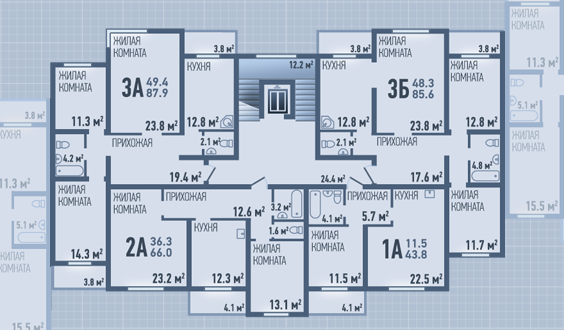 ЖИЛАЯ
КОМНАТА
3А 49.4
87.9
23.8 м²
3.8 м²
КУХНЯ
12.8 м²
ЖИЛАЯ
КОМНАТА
11.3 м²
ПРИХОЖАЯ
19.4 м²
2.1 м²
4.2 м²
ЖИЛАЯ
КОМНАТА
14.3 м²
3.8 м²
12.2 м²
24.4 м²
3.8 м²
КУХНЯ
12.8 м²
ЖИЛАЯ
КОМНАТА
3Б 48.3
85.6
23.8 м²
3.8 м²
ЖИЛАЯ
КОМНАТА
12.8 м²
2.1 м²
ПРИХОЖАЯ
17.6 м²
4.8 м²
ЖИЛАЯ
КОМНАТА
11.7 м²
ЖИЛАЯ
КОМНАТА
2А 36.3
66.0
23.2 м²
ПРИХОЖАЯ
12.6 м²
КУХНЯ
12.3 м²
4.1 м²
3.2 м²
1.6 м²
ЖИЛАЯ
КОМНАТА
13.1 м²
ЖИЛАЯ
КОМНАТА
11.5 м²
4.1 м²
4.1 м²
ПРИХОЖАЯ
5.7 м²
КУХНЯ
1А 11.5
43.8
22.5 м²
3.8 м²
КУХНЯ
11.3 м²
5.1 м²
15.5 м²
ЖИЛАЯ
КОМНАТА
11.3 м²
5.1 м²
ЖИЛАЯ
КОМНАТА
15.5 м²